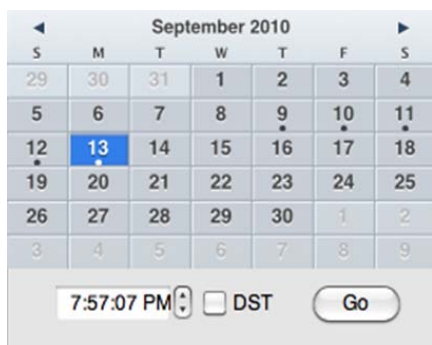 September 2010
S M T W T F S
29 30 31 1 2 3 4
5 6 7 8 9 10 11
12 13 14 15 16 17 18
19 20 21 22 23 24 25
26 27 28 29 30 1 2
3 4 5 6 7 8 9
7:57:07 PM DST Go